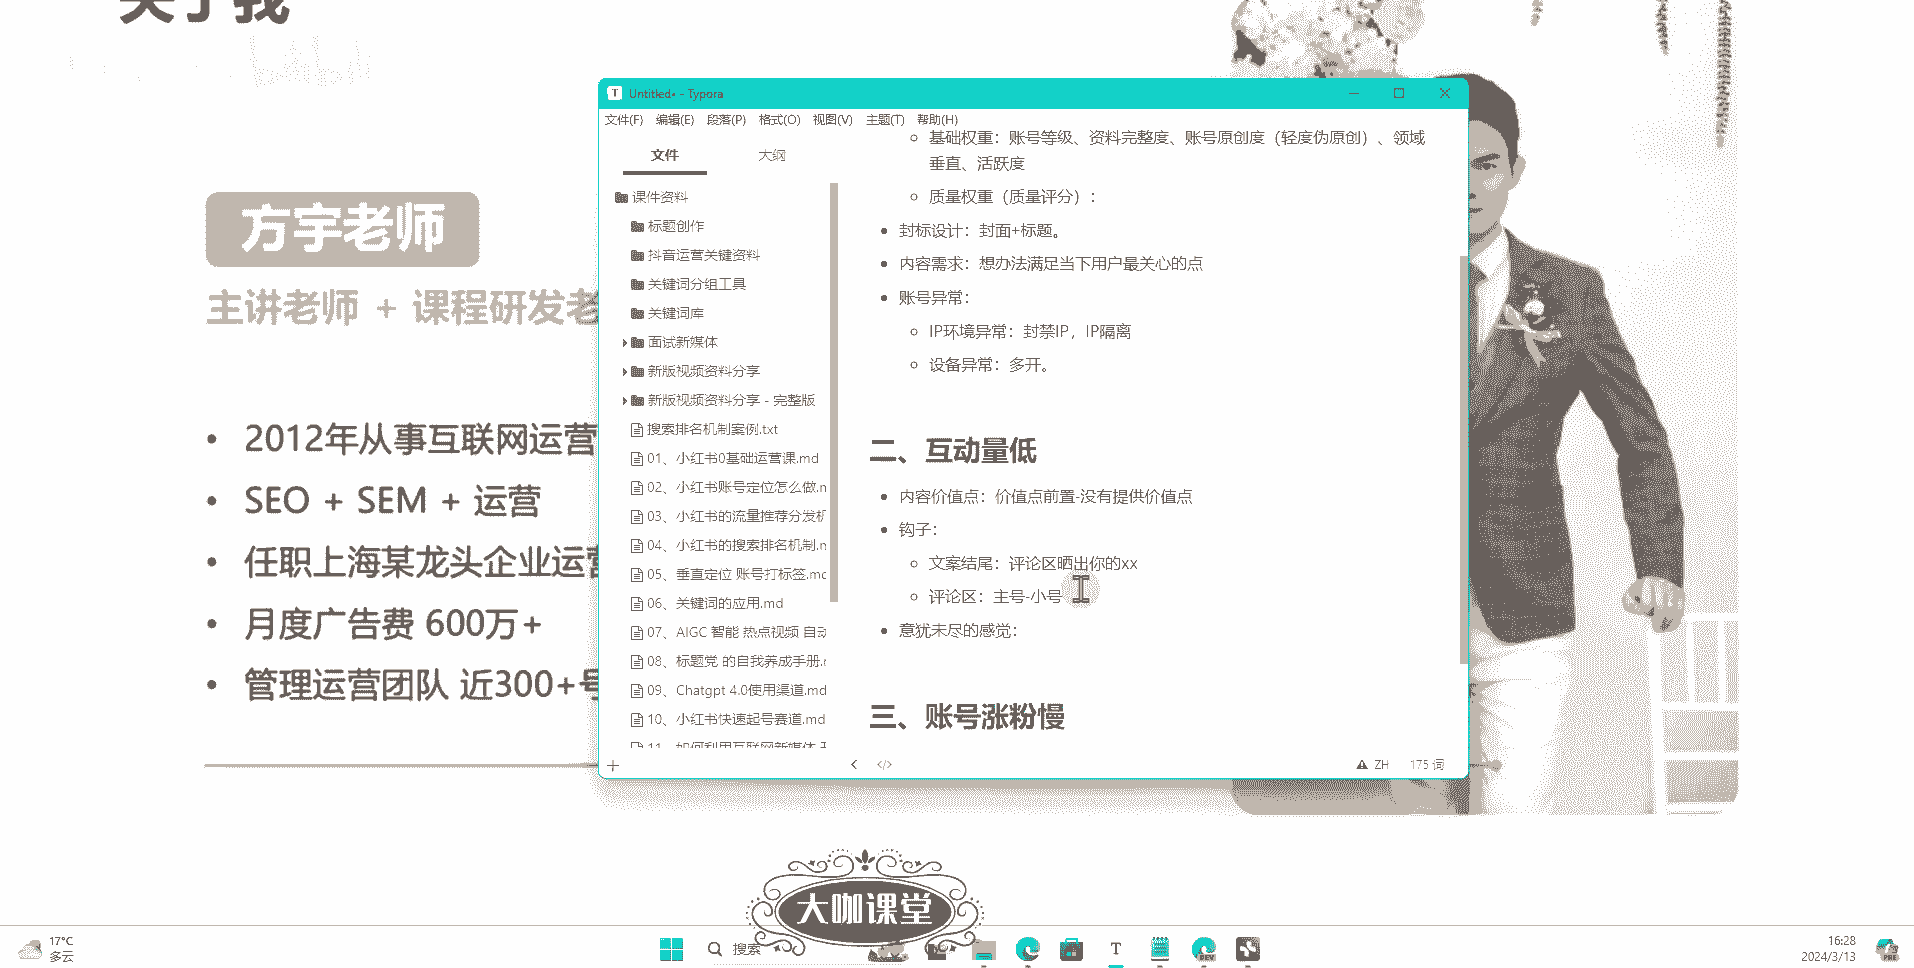 关于我
方宇老师
主讲老师 + 课程研发老
• 2012年从事互联网运营
• SEO + SEM + 运营
• 任职上海某龙头企业运营
• 月度广告费 600万+
• 管理运营团队 近300+号
Untitled• - Typora
文件(F) 编辑(E) 段落(P) 格式(O) 视图(V) 主题(T) 帮助(H)
文件 大纲
课件资料
标题创作
抖音运营关键资料
关键词分组工具
关键词库
面试新媒体
新版视频资料分享
新版视频资料分享 - 完整版
搜索排名机制案例.txt
01、小红书0基础运营课.md
02、小红书账号定位怎么做.m
03、小红书的流量推荐分发机
04、小红书的搜索排名机制.m
05、垂直定位 账号打标签.md
06、关键词的应用.md
07、AIGC 智能 热点视频 自动
08、标题党 的自我养成手册.m
09、Chatgpt 4.0使用渠道.md
10、小红书快速起号赛道.md
11、如何利用互联网新媒体
基础权重：账号等级、资料完整度、账号原创度（轻度伪原创）、领域
垂直、活跃度
质量权重（质量评分）：
封标设计：封面+标题。
内容需求：想办法满足当下用户最关心的点
账号异常：
IP环境异常：封禁IP，IP隔离
设备异常：多开。
二、互动量低
内容价值点：价值点前置-没有提供价值点
钩子：
文案结尾：评论区晒出你的xx
评论区：主号-小号
意犹未尽的感觉：
三、账号涨粉慢
ZH 175 词
大咖课堂
17°C
多云
搜索
16:28
2024/3/13